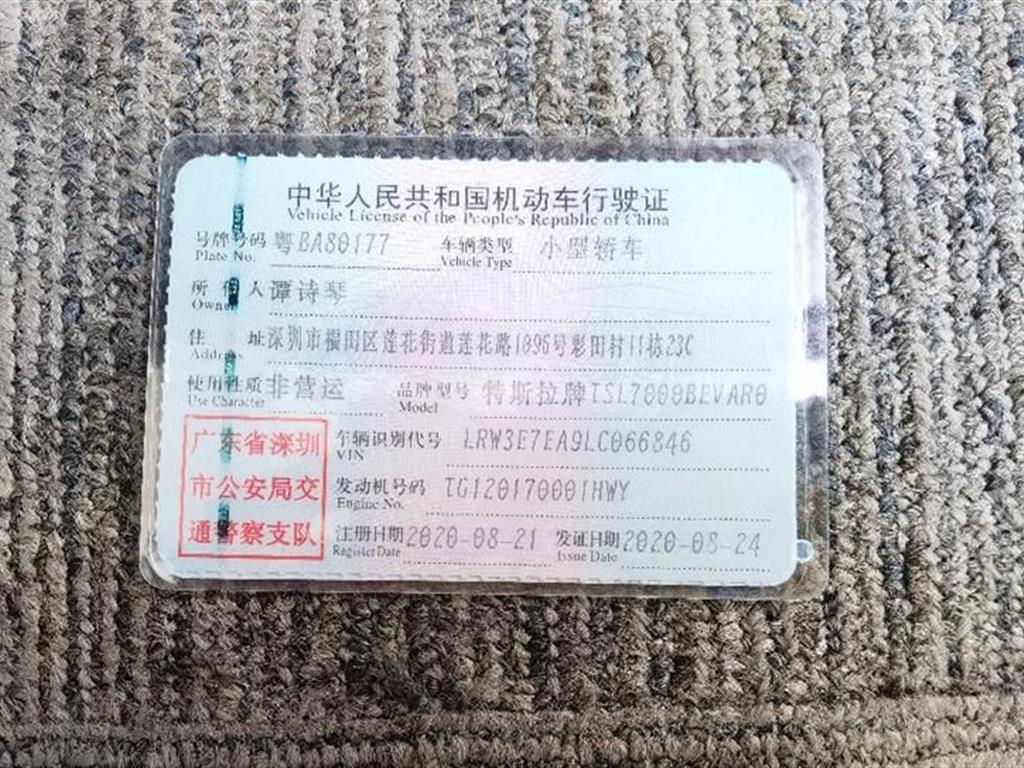 中华人民共和国机动车行驶证
Vehicle License of the People's Republic of China
号牌号码 粤BA80177 车辆类型 小型轿车
Plate No. Vehicle Type
所有人 谭诗琴
Owner
住址 深圳市福田区莲花街道莲花路1096号彩田村11栋23C
Address
使用性质 非营运 品牌型号 特斯拉牌TSL7000BEVAR0
Use Character Model
车辆识别代号 LRW3E7EA9LC066846
VIN
发动机号码 TG120170001HWY
Engine No.
注册日期 2020-08-21 发证日期 2020-08-24
Register Date Issue Date
广东省深圳
市公安局交
通警察支队